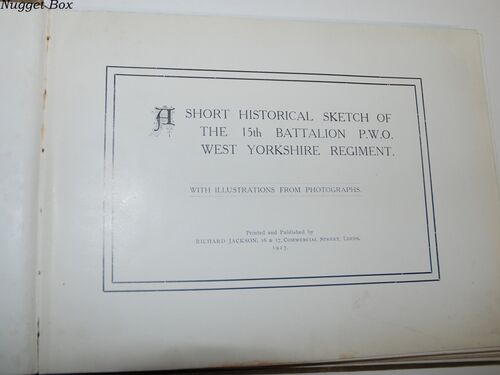 Nugget Box
A SHORT HISTORICAL SKETCH OF
THE 15th BATTALION P.W.O.
WEST YORKSHIRE REGIMENT.
WITH ILLUSTRATIONS FROM PHOTOGRAPHS.
Printed and Published by
RICHARD JACKSON, 16 & 17, COMMERCIAL STREET, LEEDS.
1917.